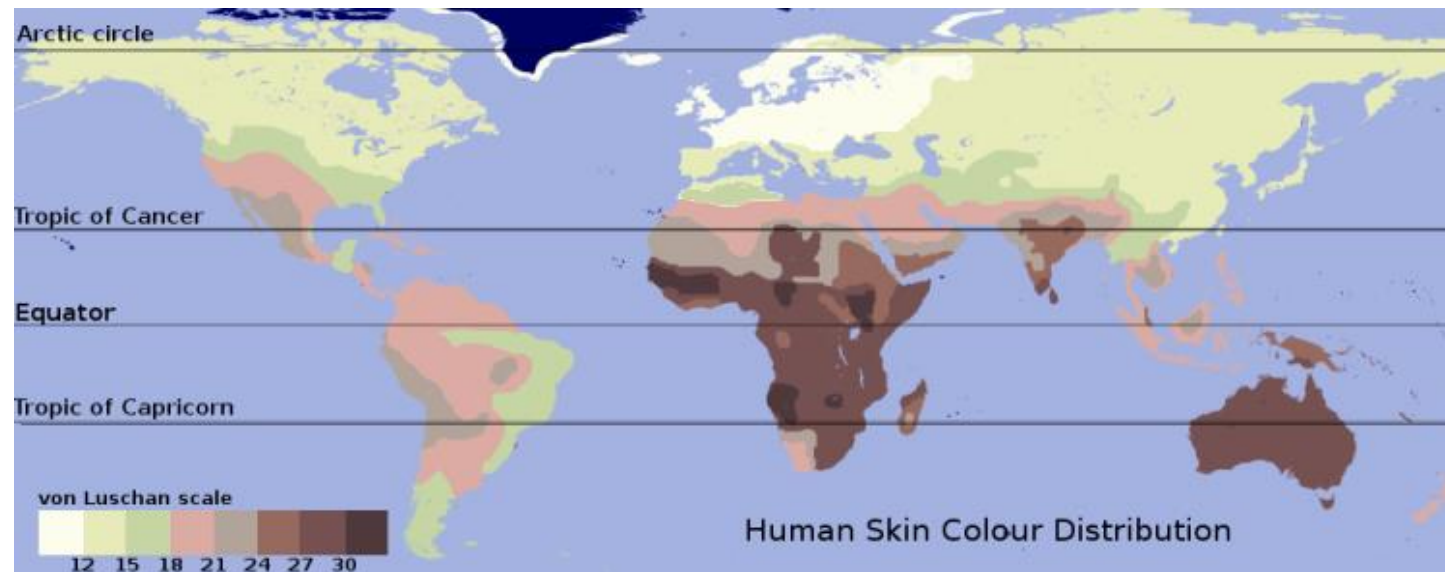 Arctic circle
Tropic of Cancer
Equator
Tropic of Capricorn
von Luschan scale
12 15 18 21 24 27 30
Human Skin Colour Distribution